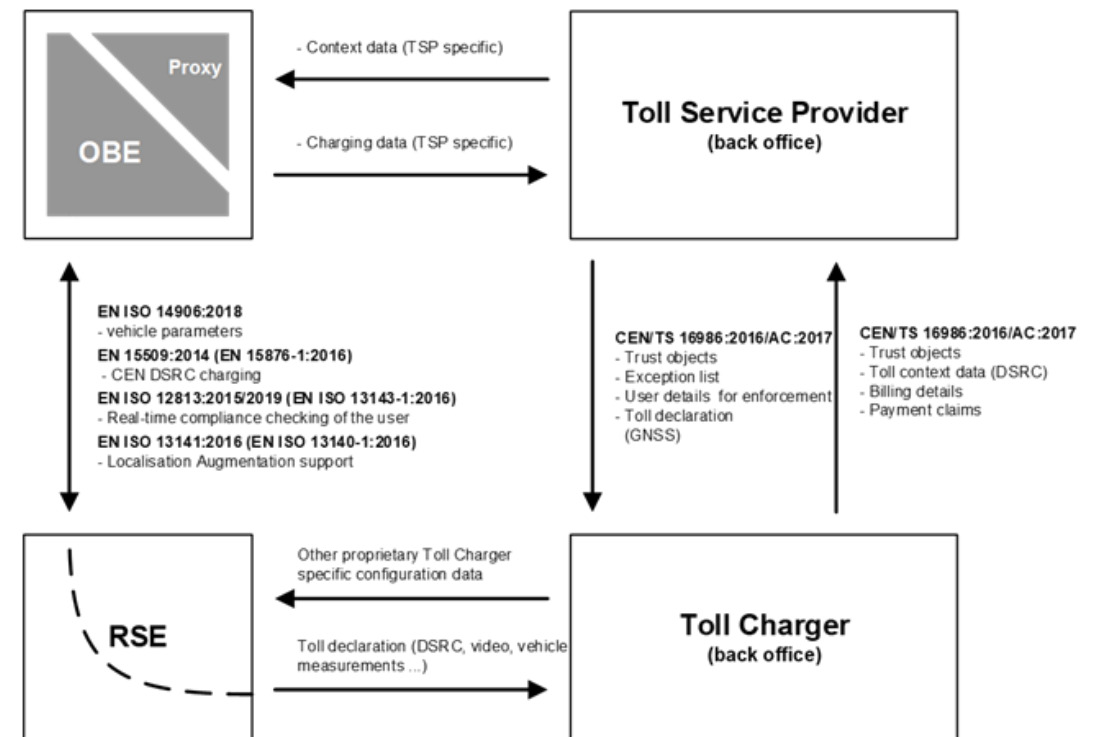 Proxy
OBE
- Context data (TSP specific)
- Charging data (TSP specific)
Toll Service Provider
(back office)
EN ISO 14906:2018
- vehicle parameters
EN 15509:2014 (EN 15876-1:2016)
- CEN DSRC charging
EN ISO 12813:2015/2019 (EN ISO 13143-1:2016)
- Real-time compliance checking of the user
EN ISO 13141:2016 (EN ISO 13140-1:2016)
- Localisation Augmentation support
CEN/TS 16986:2016/AC:2017
- Trust objects
- Exception list
- User details for enforcement
- Toll declaration
(GNSS)
CEN/TS 16986:2016/AC:2017
- Trust objects
- Toll context data (DSRC)
- Billing details
- Payment claims
RSE
Other proprietary Toll Charger
specific configuration data
Toll declaration (DSRC, video, vehicle
measurements ...)
Toll Charger
(back office)